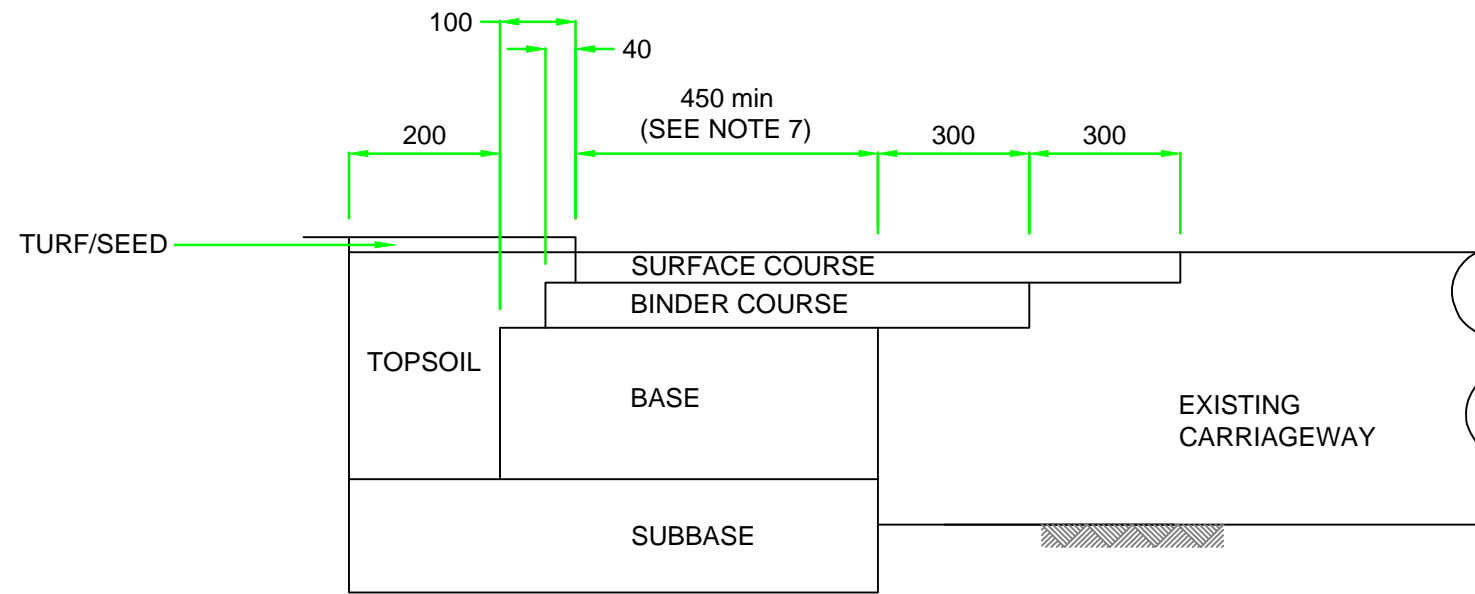 100
40
450 min
(SEE NOTE 7)
200
300
300
TURF/SEED
SURFACE COURSE
BINDER COURSE
TOPSOIL
BASE
EXISTING
CARRIAGEWAY
SUBBASE